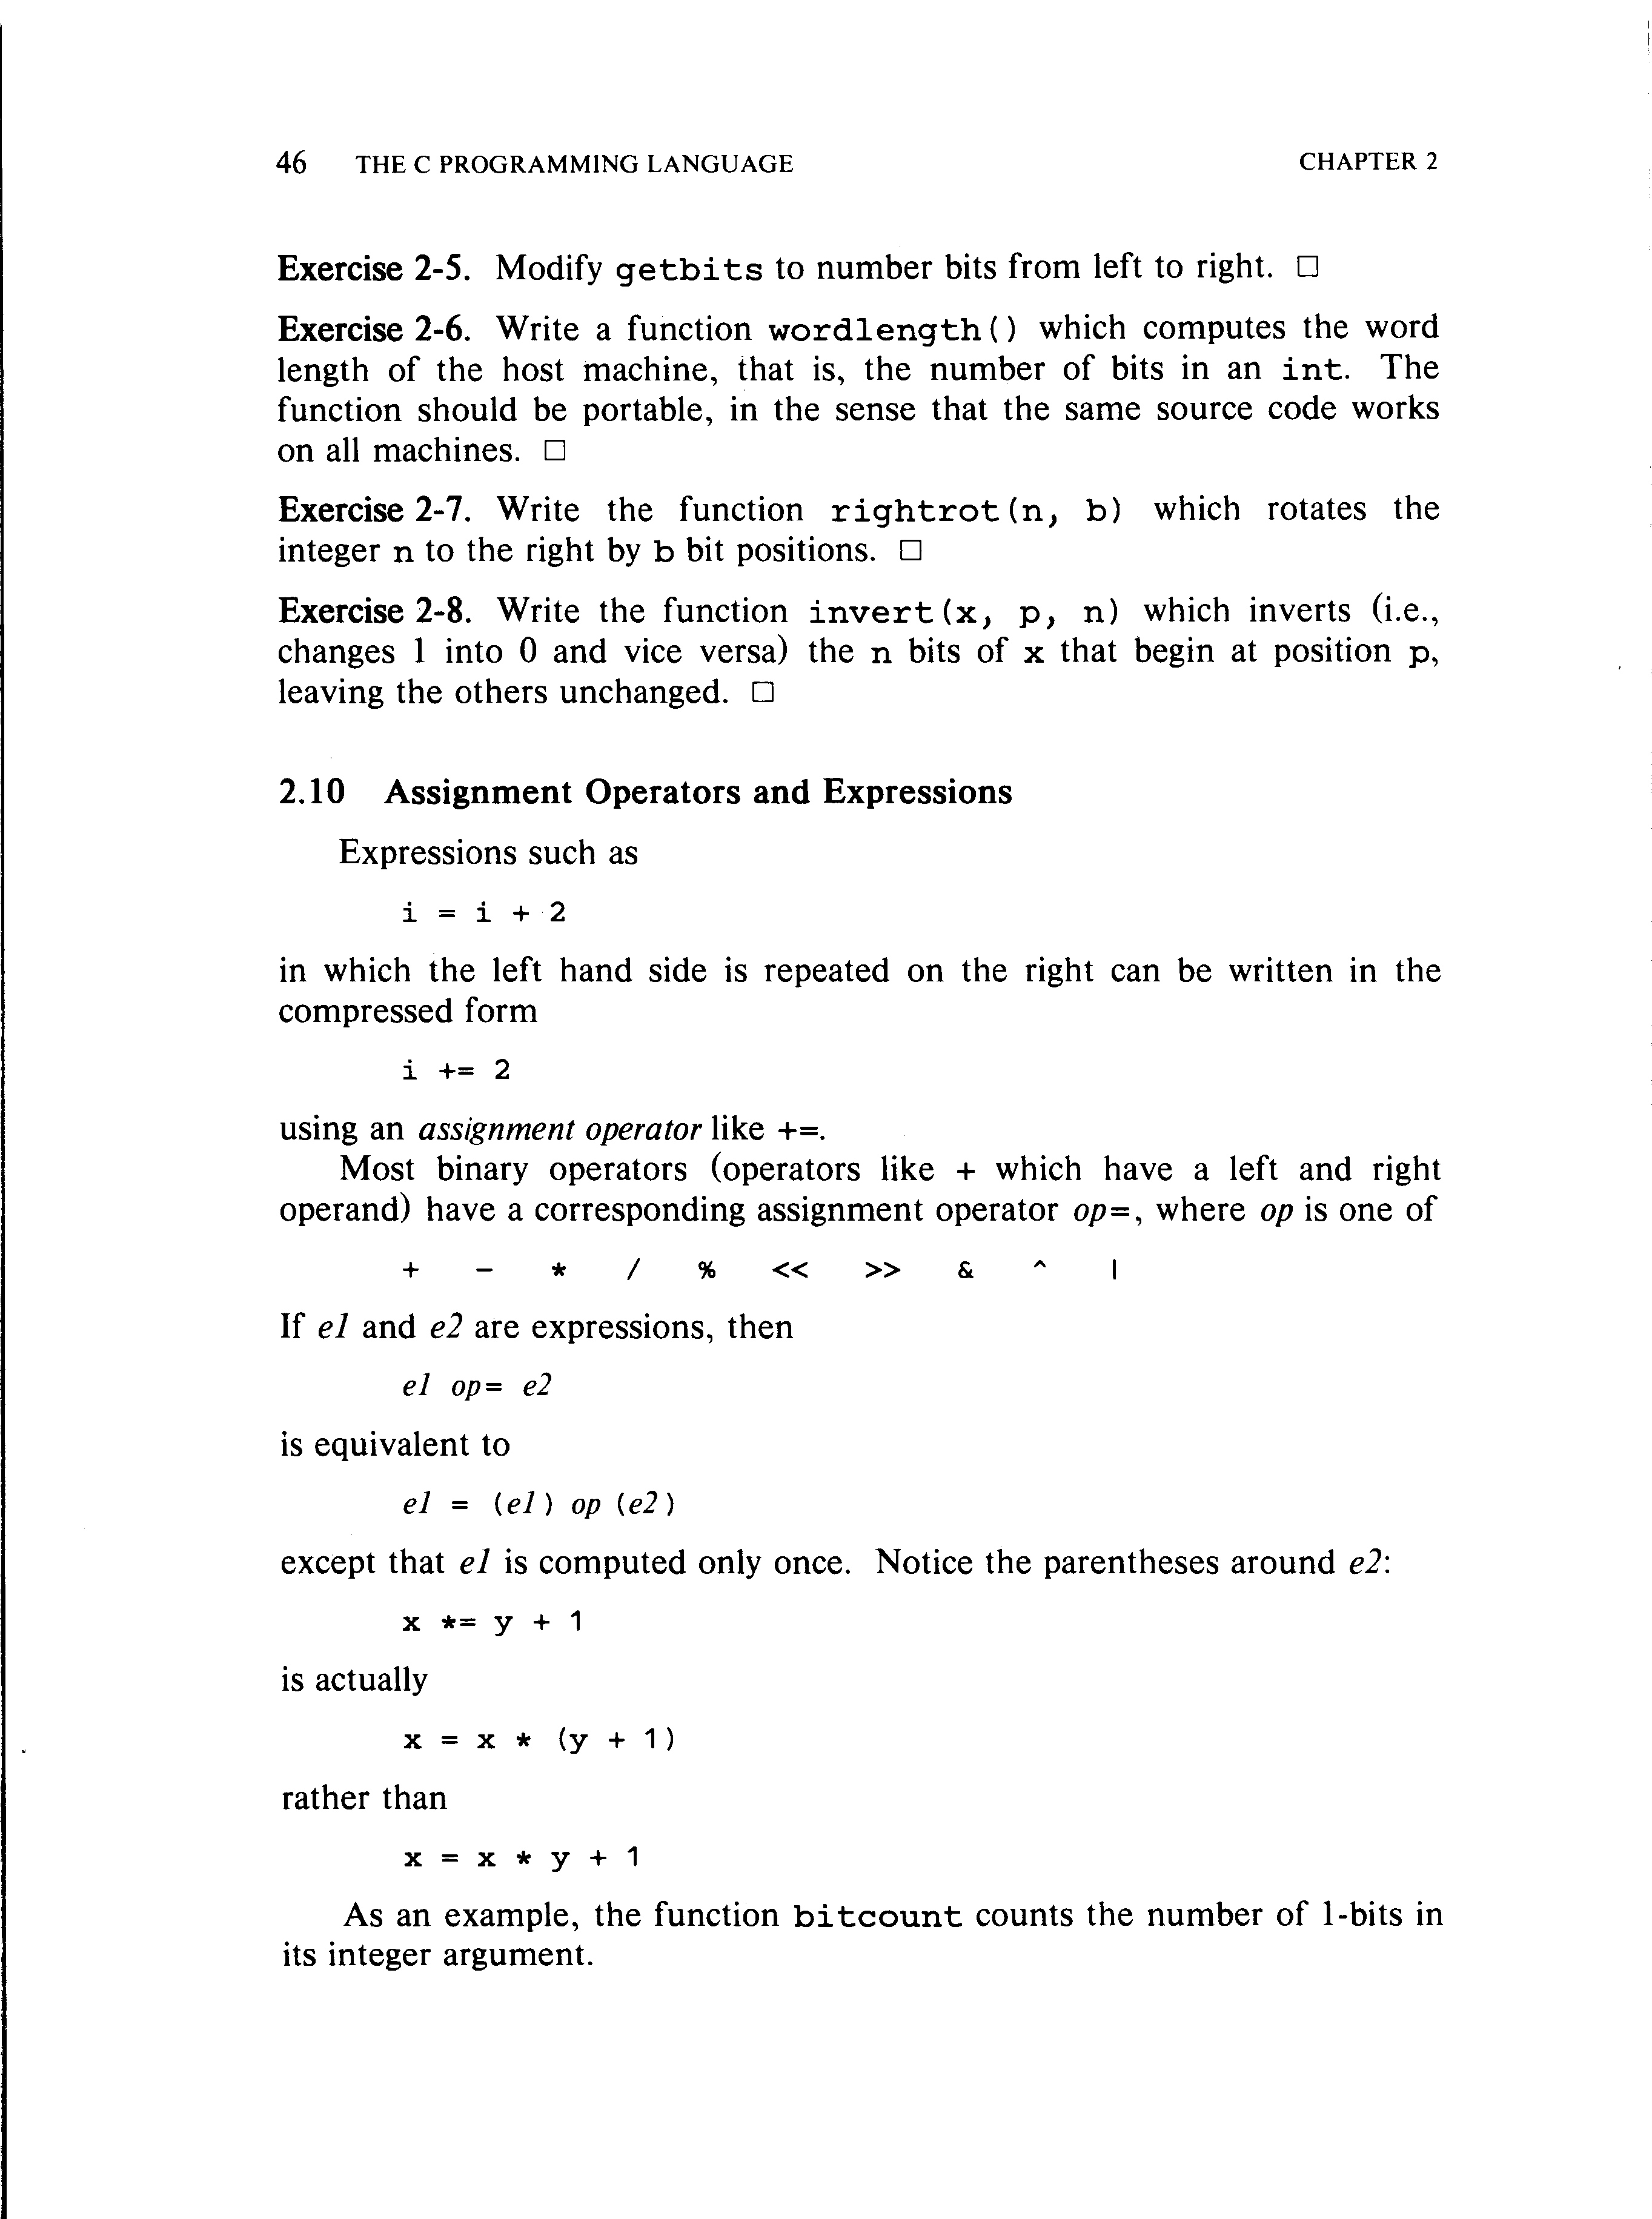 46 THE C PROGRAMMING LANGUAGE CHAPTER 2
Exercise 2-5. Modify getbits to number bits from left to right. □
Exercise 2-6. Write a function wordlength() which computes the word
length of the host machine, that is, the number of bits in an int. The
function should be portable, in the sense that the same source code works
on all machines. □
Exercise 2-7. Write the function rightrot(n, b) which rotates the
integer n to the right by b bit positions. □
Exercise 2-8. Write the function invert(x, p, n) which inverts (i.e.,
changes 1 into 0 and vice versa) the n bits of x that begin at position p,
leaving the others unchanged. □
2.10 Assignment Operators and Expressions
Expressions such as
i = i + 2
in which the left hand side is repeated on the right can be written in the
compressed form
i += 2
using an assignment operator like +=.
Most binary operators (operators like + which have a left and right
operand) have a corresponding assignment operator op=, where op is one of
+ - * / % << >> & ^ |
If e1 and e2 are expressions, then
e1 op= e2
is equivalent to
e1 = (e1) op (e2)
except that e1 is computed only once. Notice the parentheses around e2:
x *= y + 1
is actually
x = x * (y + 1)
rather than
x = x * y + 1
As an example, the function bitcount counts the number of 1-bits in
its integer argument.